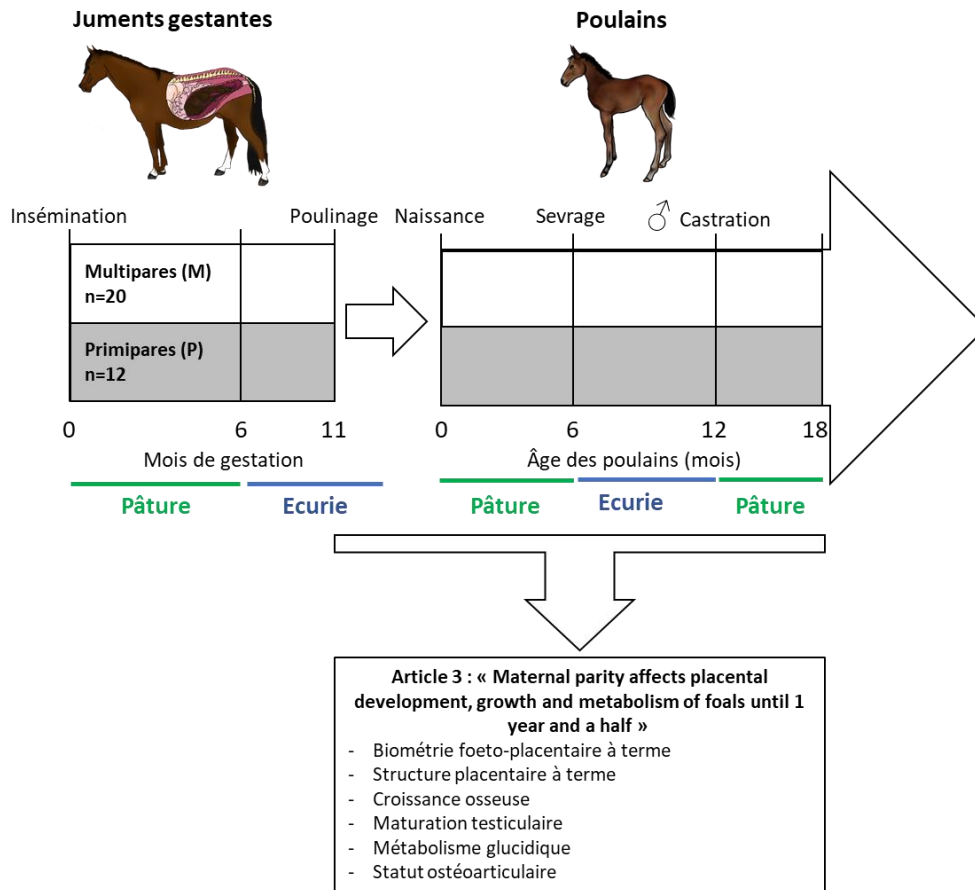 Juments gestantes
Poulains
Insémination
Poulinage
Naissance
Sevrage
♂ Castration
Multipares (M)
n=20
Primipares (P)
n=12
0
6
11
0
6
12
18
Mois de gestation
Âge des poulains (mois)
Pâture
Ecurie
Pâture
Ecurie
Pâture
Article 3 : « Maternal parity affects placental
development, growth and metabolism of foals until 1
year and a half »
- Biométrie foeto-placentaire à terme
- Structure placentaire à terme
- Croissance osseuse
- Maturation testiculaire
- Métabolisme glucidique
- Statut ostéoarticulaire